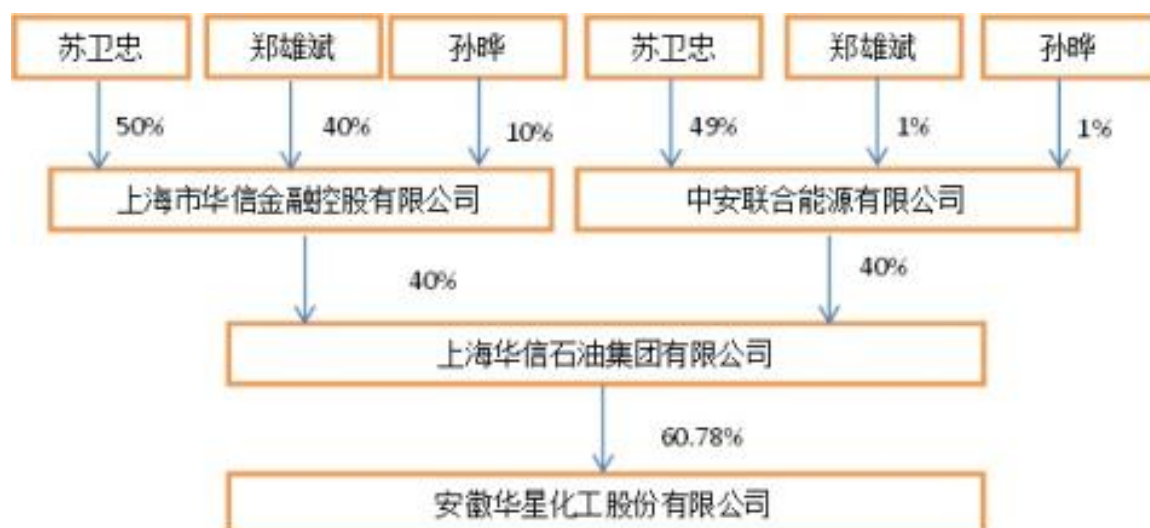 苏卫忠 郑雄斌 孙晔 苏卫忠 郑雄斌 孙晔
50% 40% 10% 49% 1% 1%
上海市华信金融控股有限公司 中安联合能源有限公司
40% 40%
上海华信石油集团有限公司
60.78%
安徽华星化工股份有限公司